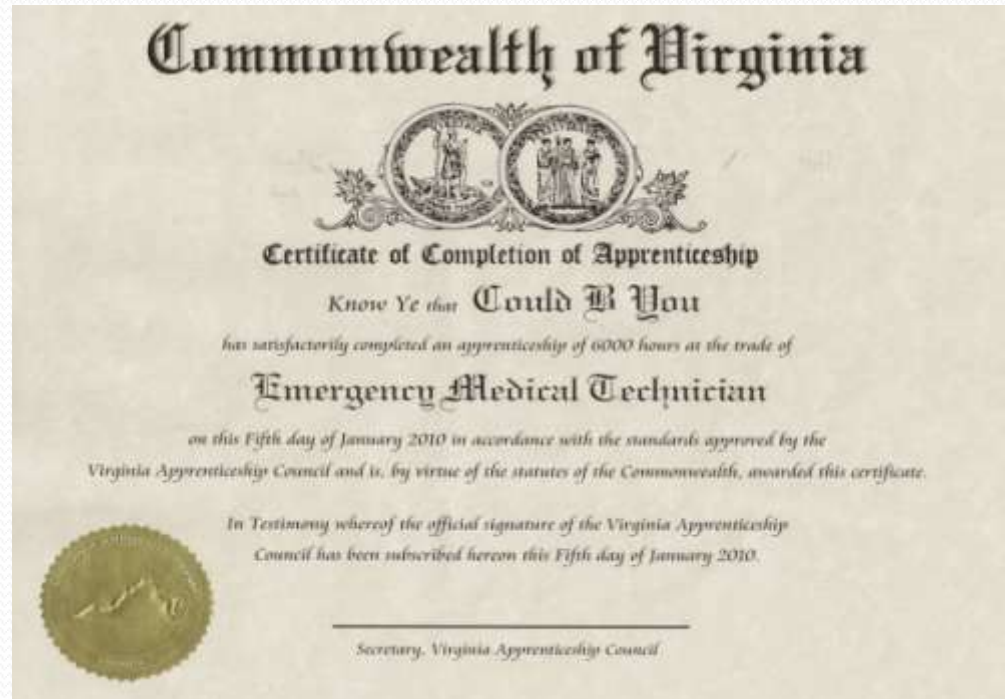 Commonwealth of Virginia
Certificate of Completion of Apprenticeship
Know Ye that Could B You
has satisfactorily completed an apprenticeship of 6000 hours at the trade of
Emergency Medical Technician
on this Fifth day of January 2010 in accordance with the standards approved by the
Virginia Apprenticeship Council and is, by virtue of the statutes of the Commonwealth, awarded this certificate.
In Testimony whereof the official signature of the Virginia Apprenticeship
Council has been subscribed hereon this Fifth day of January 2010.
Secretary, Virginia Apprenticeship Council